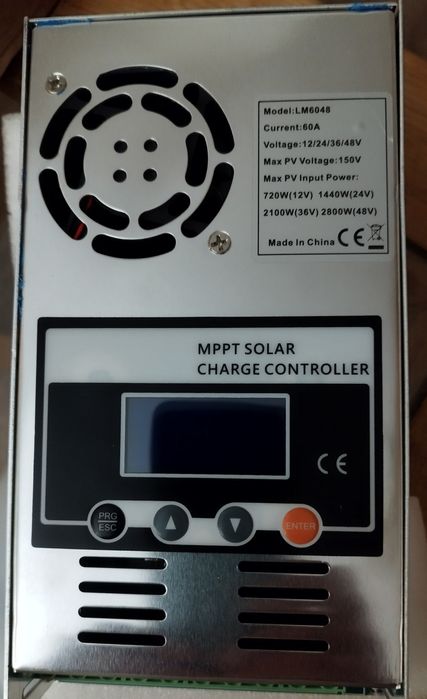 Model:LM6048
Current:60A
Voltage:12/24/36/48V
Max PV Voltage:150V
Max PV Input Power:
720W(12V) 1440W(24V)
2100W(36V) 2800W(48V)
Made in China CE
MPPT SOLAR
CHARGE CONTROLLER
CE
PRG
ESC
ENTER